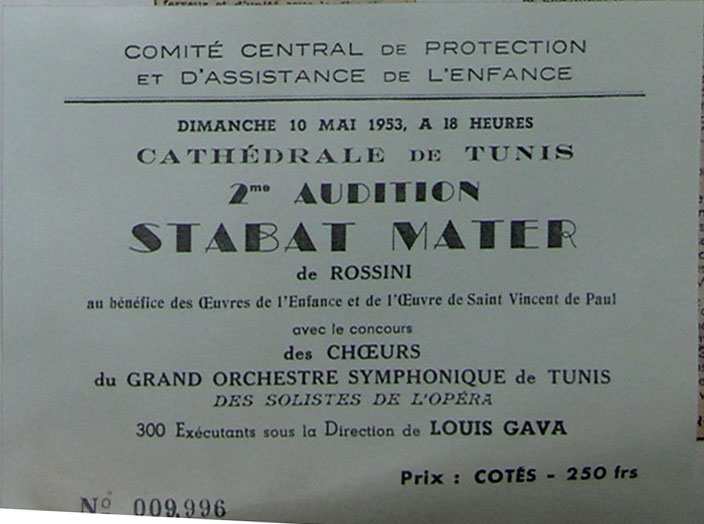 COMITÉ CENTRAL DE PROTECTION
ET D'ASSISTANCE DE L'ENFANCE
DIMANCHE 10 MAI 1953, A 18 HEURES
CATHÉDRALE DE TUNIS
2me AUDITION
STABAT MATER
de ROSSINI
au bénéfice des Œuvres de l'Enfance et de l'Œuvre de Saint Vincent de Paul
avec le concours
des CHŒURS
du GRAND ORCHESTRE SYMPHONIQUE de TUNIS
DES SOLISTES DE L'OPÉRA
300 Exécutants sous la Direction de LOUIS GAVA
Prix : COTÉS - 250 frs
No 009,996